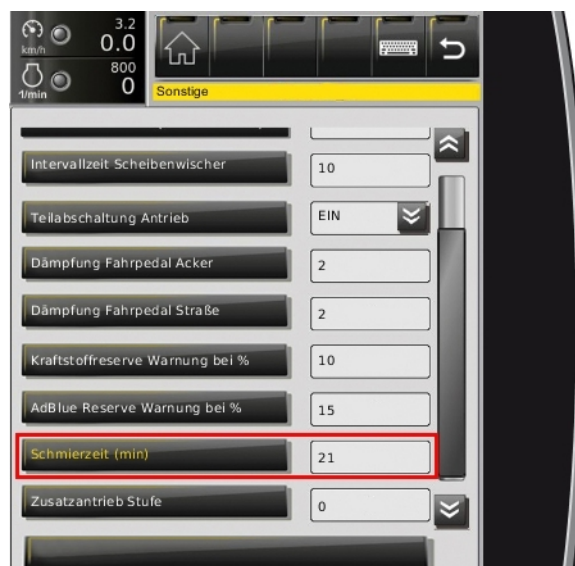 3.2
km/h 0.0
800
1/min 0
Sonstige
Intervallzeit Scheibenwischer 10
Teilabschaltung Antrieb EIN
Dämpfung Fahrpedal Acker 2
Dämpfung Fahrpedal Straße 2
Kraftstoffreserve Warnung bei % 10
AdBlue Reserve Warnung bei % 15
Schmierzeit (min) 21
Zusatzantrieb Stufe 0